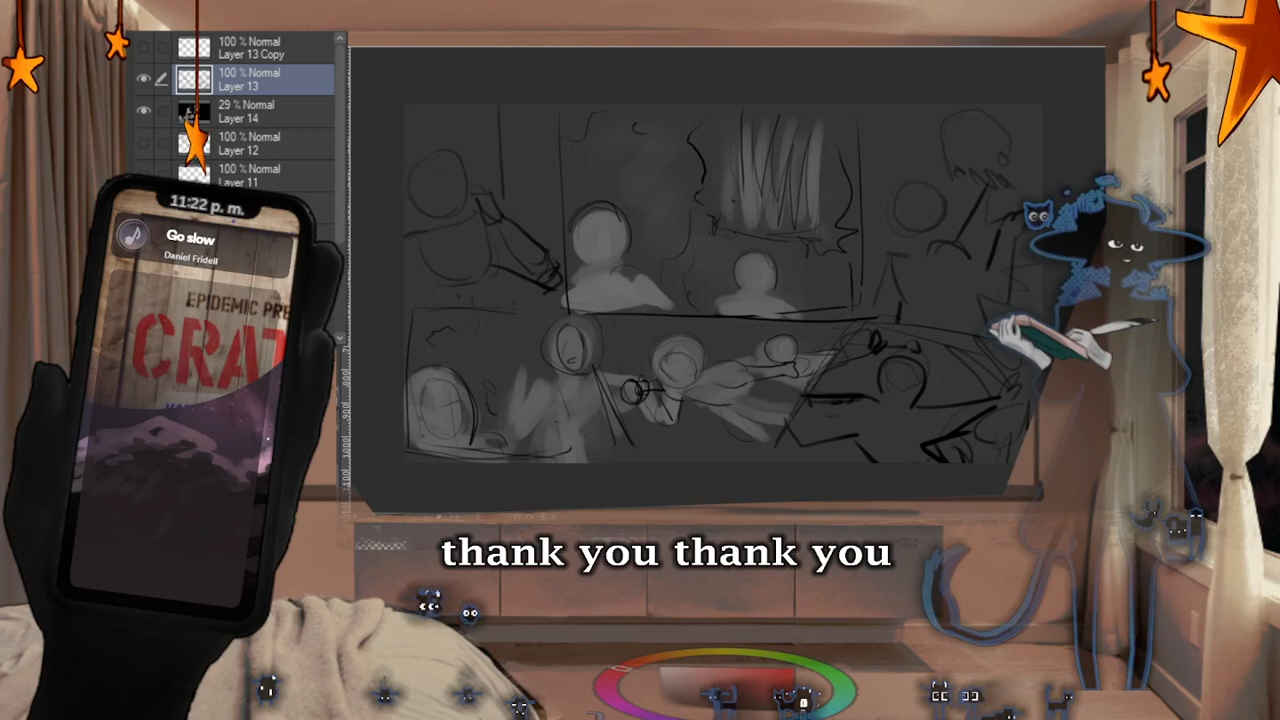 100 % Normal
Layer 13 Copy
100 % Normal
Layer 13
29 % Normal
Layer 14
100 % Normal
Layer 12
100 % Normal
Layer 11
11:22 p. m.
Go slow
Daniel Fridell
EPIDEMIC PRE
CRAT
thank you thank you